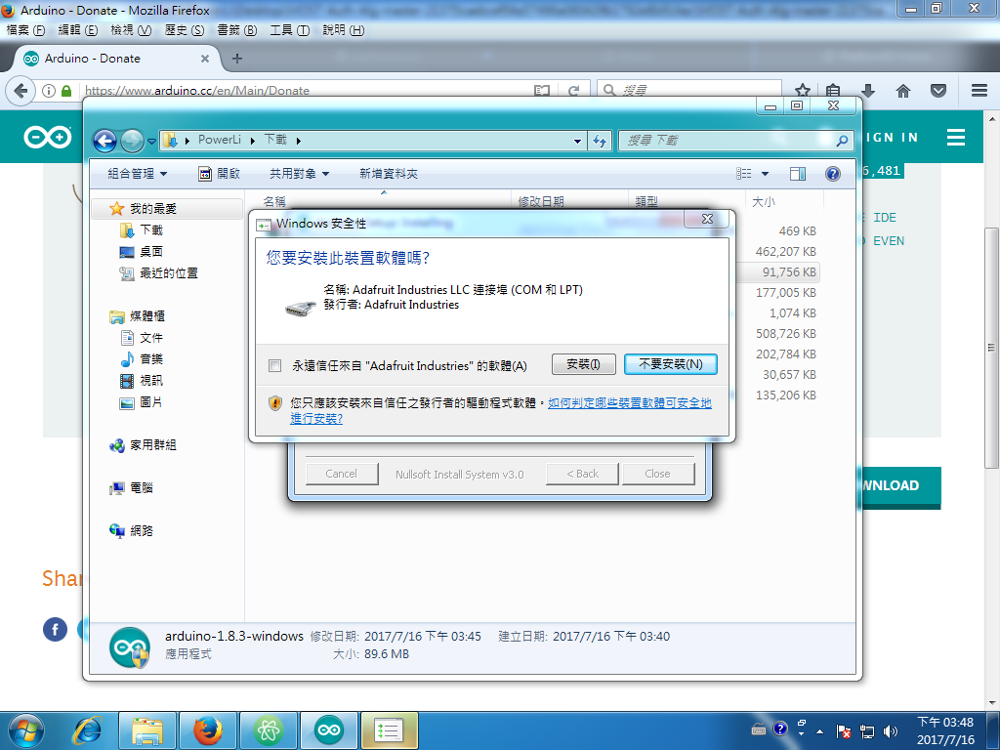 Arduino - Donate - Mozilla Firefox
檔案 (F) 編輯 (E) 檢視 (V) 歷史 (S) 書籤 (B) 工具 (T) 說明 (H)
Arduino - Donate
https://www.arduino.cc/en/Main/Donate
搜尋
PowerLi 下載
搜尋 下載
IGN IN
組合管理 開啟 共用對象 新增資料夾
5,481
我的最愛
下載
桌面
最近的位置
媒體櫃
文件
音樂
視訊
圖片
家用群組
電腦
網路
名稱 修改日期 類型 大小
469 KB
462,207 KB
91,756 KB
177,005 KB
1,074 KB
508,726 KB
202,784 KB
30,657 KB
135,206 KB
IDE
EVEN
Windows 安全性
您要安裝此裝置軟體嗎?
名稱: Adafruit Industries LLC 連接埠 (COM 和 LPT)
發行者: Adafruit Industries
永遠信任來自 "Adafruit Industries" 的軟體(A)
安裝(I) 不要安裝(N)
您只應該安裝來自信任之發行者的驅動程式軟體。如何判定哪些裝置軟體可安全地
進行安裝?
Cancel Nullsoft Install System v3.0 < Back Close
WNLOAD
Shar
arduino-1.8.3-windows 修改日期: 2017/7/16 下午 03:45 建立日期: 2017/7/16 下午 03:40
應用程式 大小: 89.6 MB
下午 03:48
2017/7/16